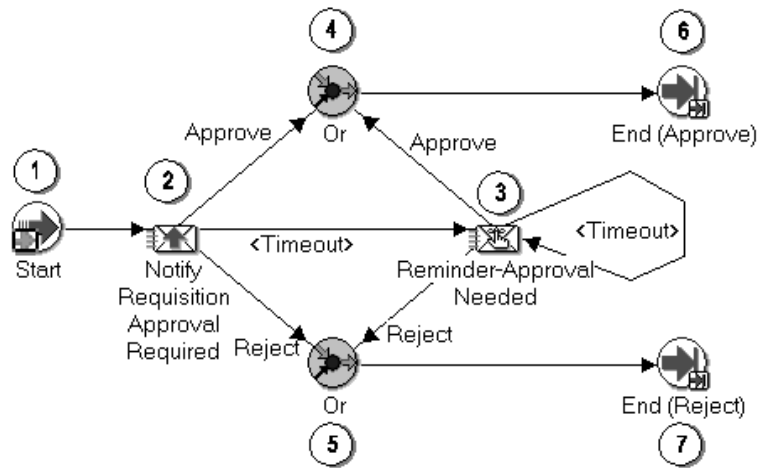 4
6
Or
End (Approve)
Approve
Approve
1
2
3
<Timeout>
<Timeout>
Start
Notify
Requisition
Approval
Required
Reminder-Approval
Needed
Reject
Reject
Or
End (Reject)
5
7